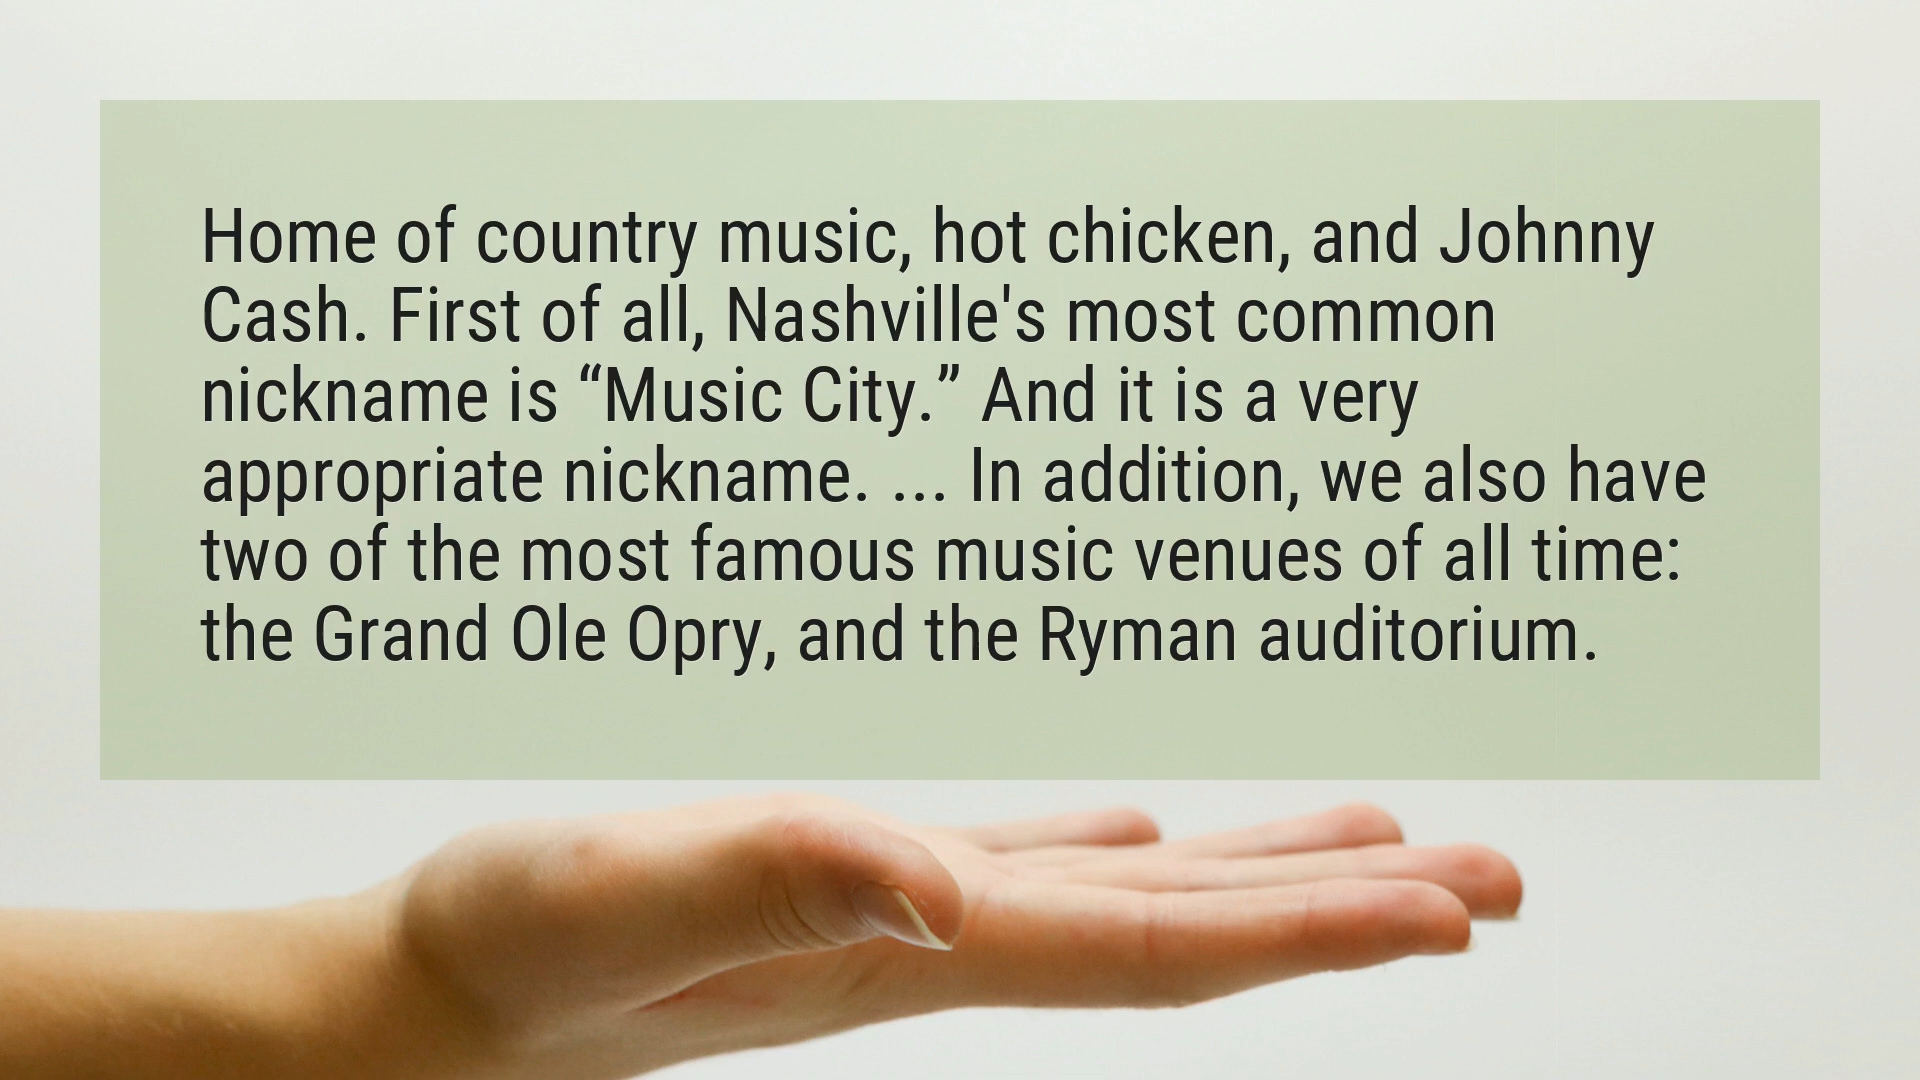 Home of country music, hot chicken, and Johnny
Cash. First of all, Nashville's most common
nickname is “Music City.” And it is a very
appropriate nickname. ... In addition, we also have
two of the most famous music venues of all time:
the Grand Ole Opry, and the Ryman auditorium.